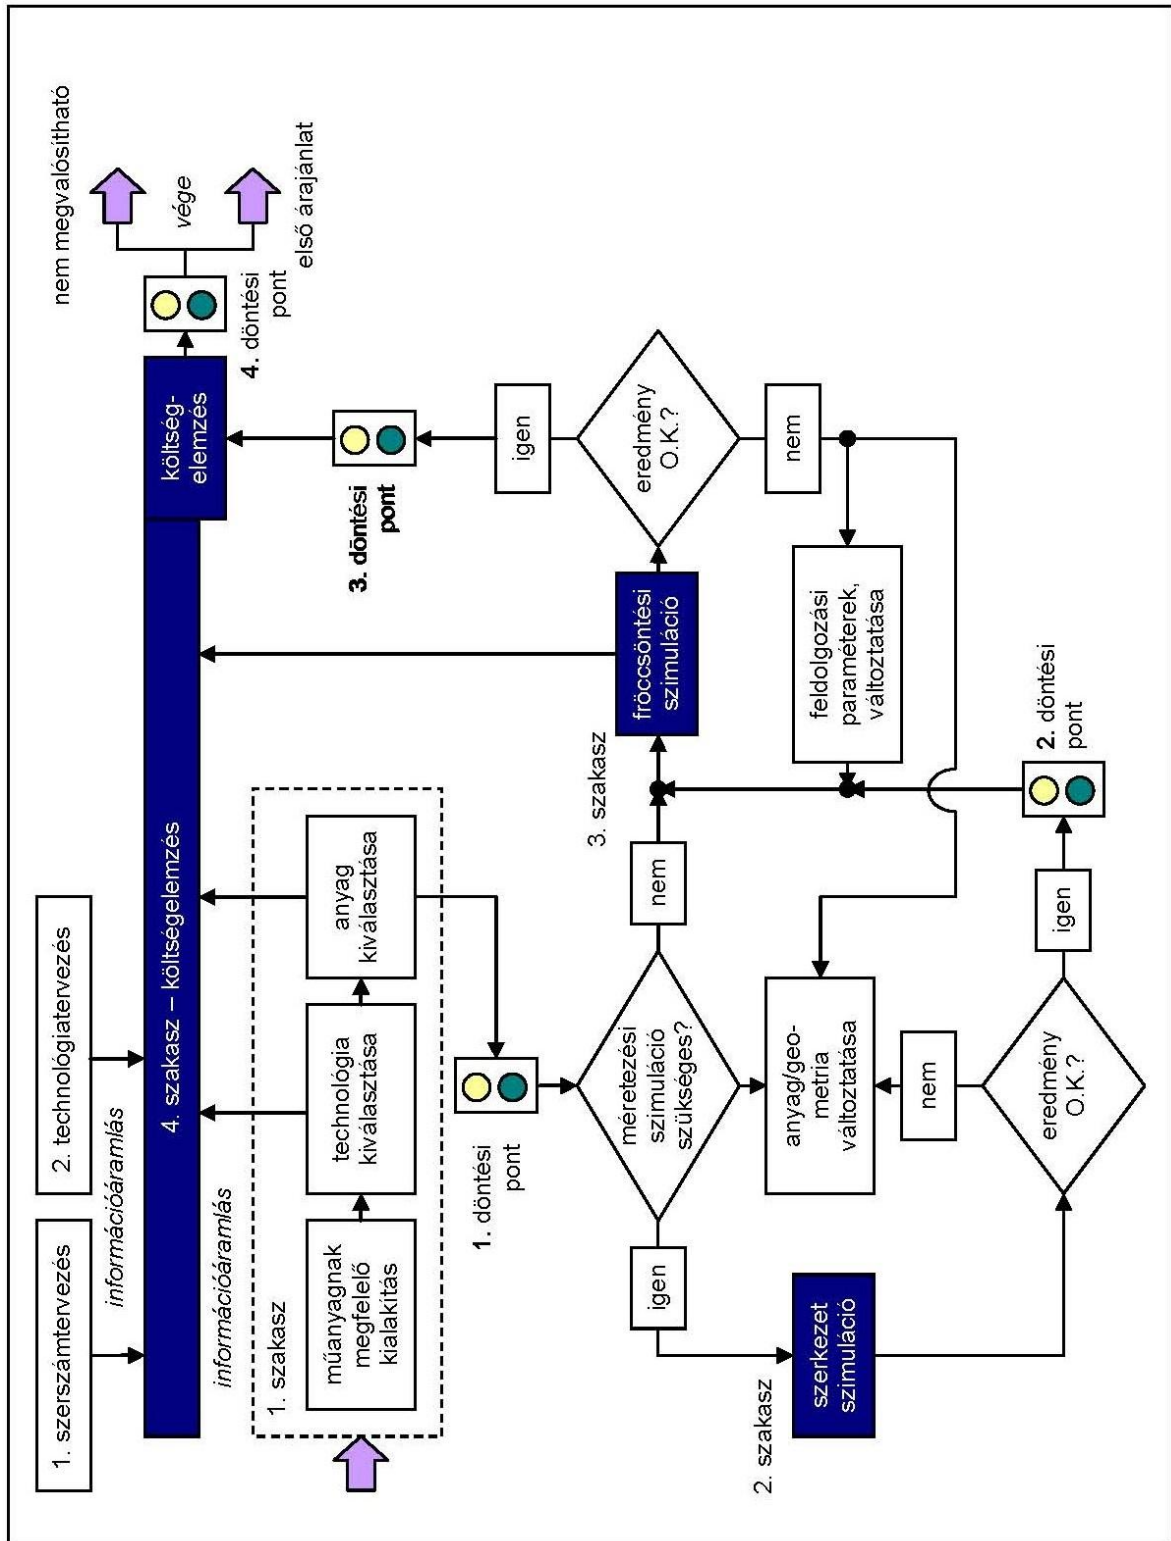 1. szerszámtervezés
2. technológiatervezés
információáramlás
4. szakasz – költségelemzés
költség-
elemzés
4. döntési
pont
nem megvalósítható
vége
első árajánlat
információáramlás
1. szakasz
műanyagnak
megfelelő
kialakítás
technológia
kiválasztása
anyag
kiválasztása
3. döntési
pont
1. döntési
pont
igen
méretezési
szimuláció
szükséges?
nem
3. szakasz
fröccsöntési
szimuláció
eredmény
O.K.?
igen
nem
2. szakasz
szerkezet
szimuláció
anyag/geo-
metria
változtatása
feldolgozási
paraméterek,
változtatása
nem
eredmény
O.K.?
igen
2. döntési
pont